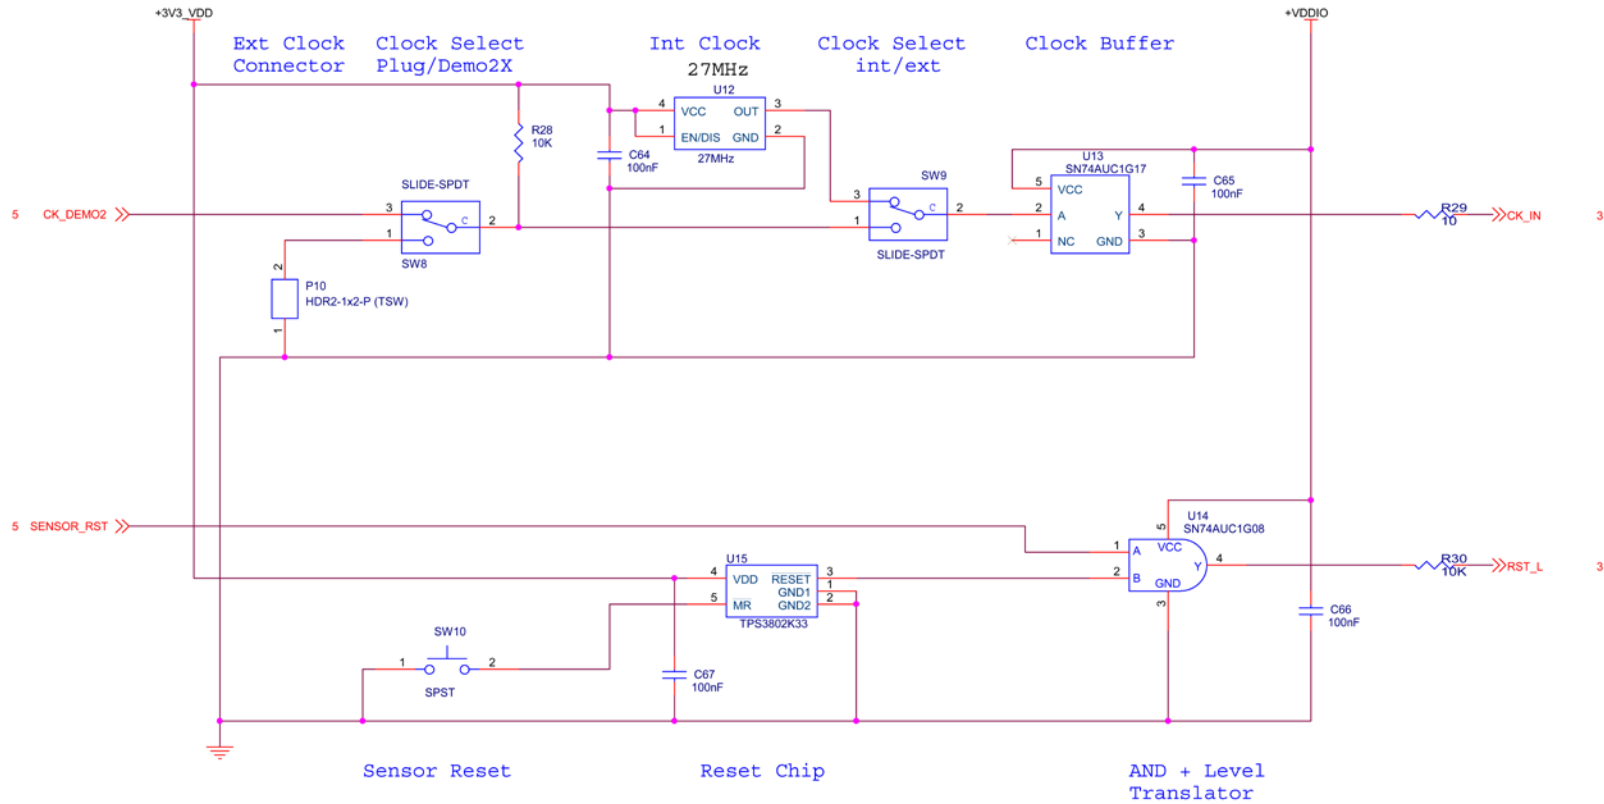 +3V3_VDD
+VDDIO
Ext Clock
Connector
Clock Select
Plug/Demo2X
Int Clock
27MHz
Clock Select
int/ext
Clock Buffer
U12
4
VCC
OUT
3
1
EN/DIS
GND
2
27MHz
R28
10K
C64
100nF
SLIDE-SPDT
5
CK_DEMO2
3
C
2
1
SW8
2
P10
HDR2-1x2-P (TSW)
1
SW9
3
C
2
1
SLIDE-SPDT
U13
SN74AUC1G17
5
VCC
2
A
Y
4
1
NC
GND
3
C65
100nF
R29
10
CK_IN
3
5
SENSOR_RST
U15
4
VDD
RESET
3
GND1
1
5
MR
GND2
2
TPS3802K33
SW10
1
2
SPST
C67
100nF
U14
SN74AUC1G08
5
VCC
1
A
Y
4
2
B
GND
3
R30
10K
RST_L
3
C66
100nF
Sensor Reset
Reset Chip
AND + Level
Translator